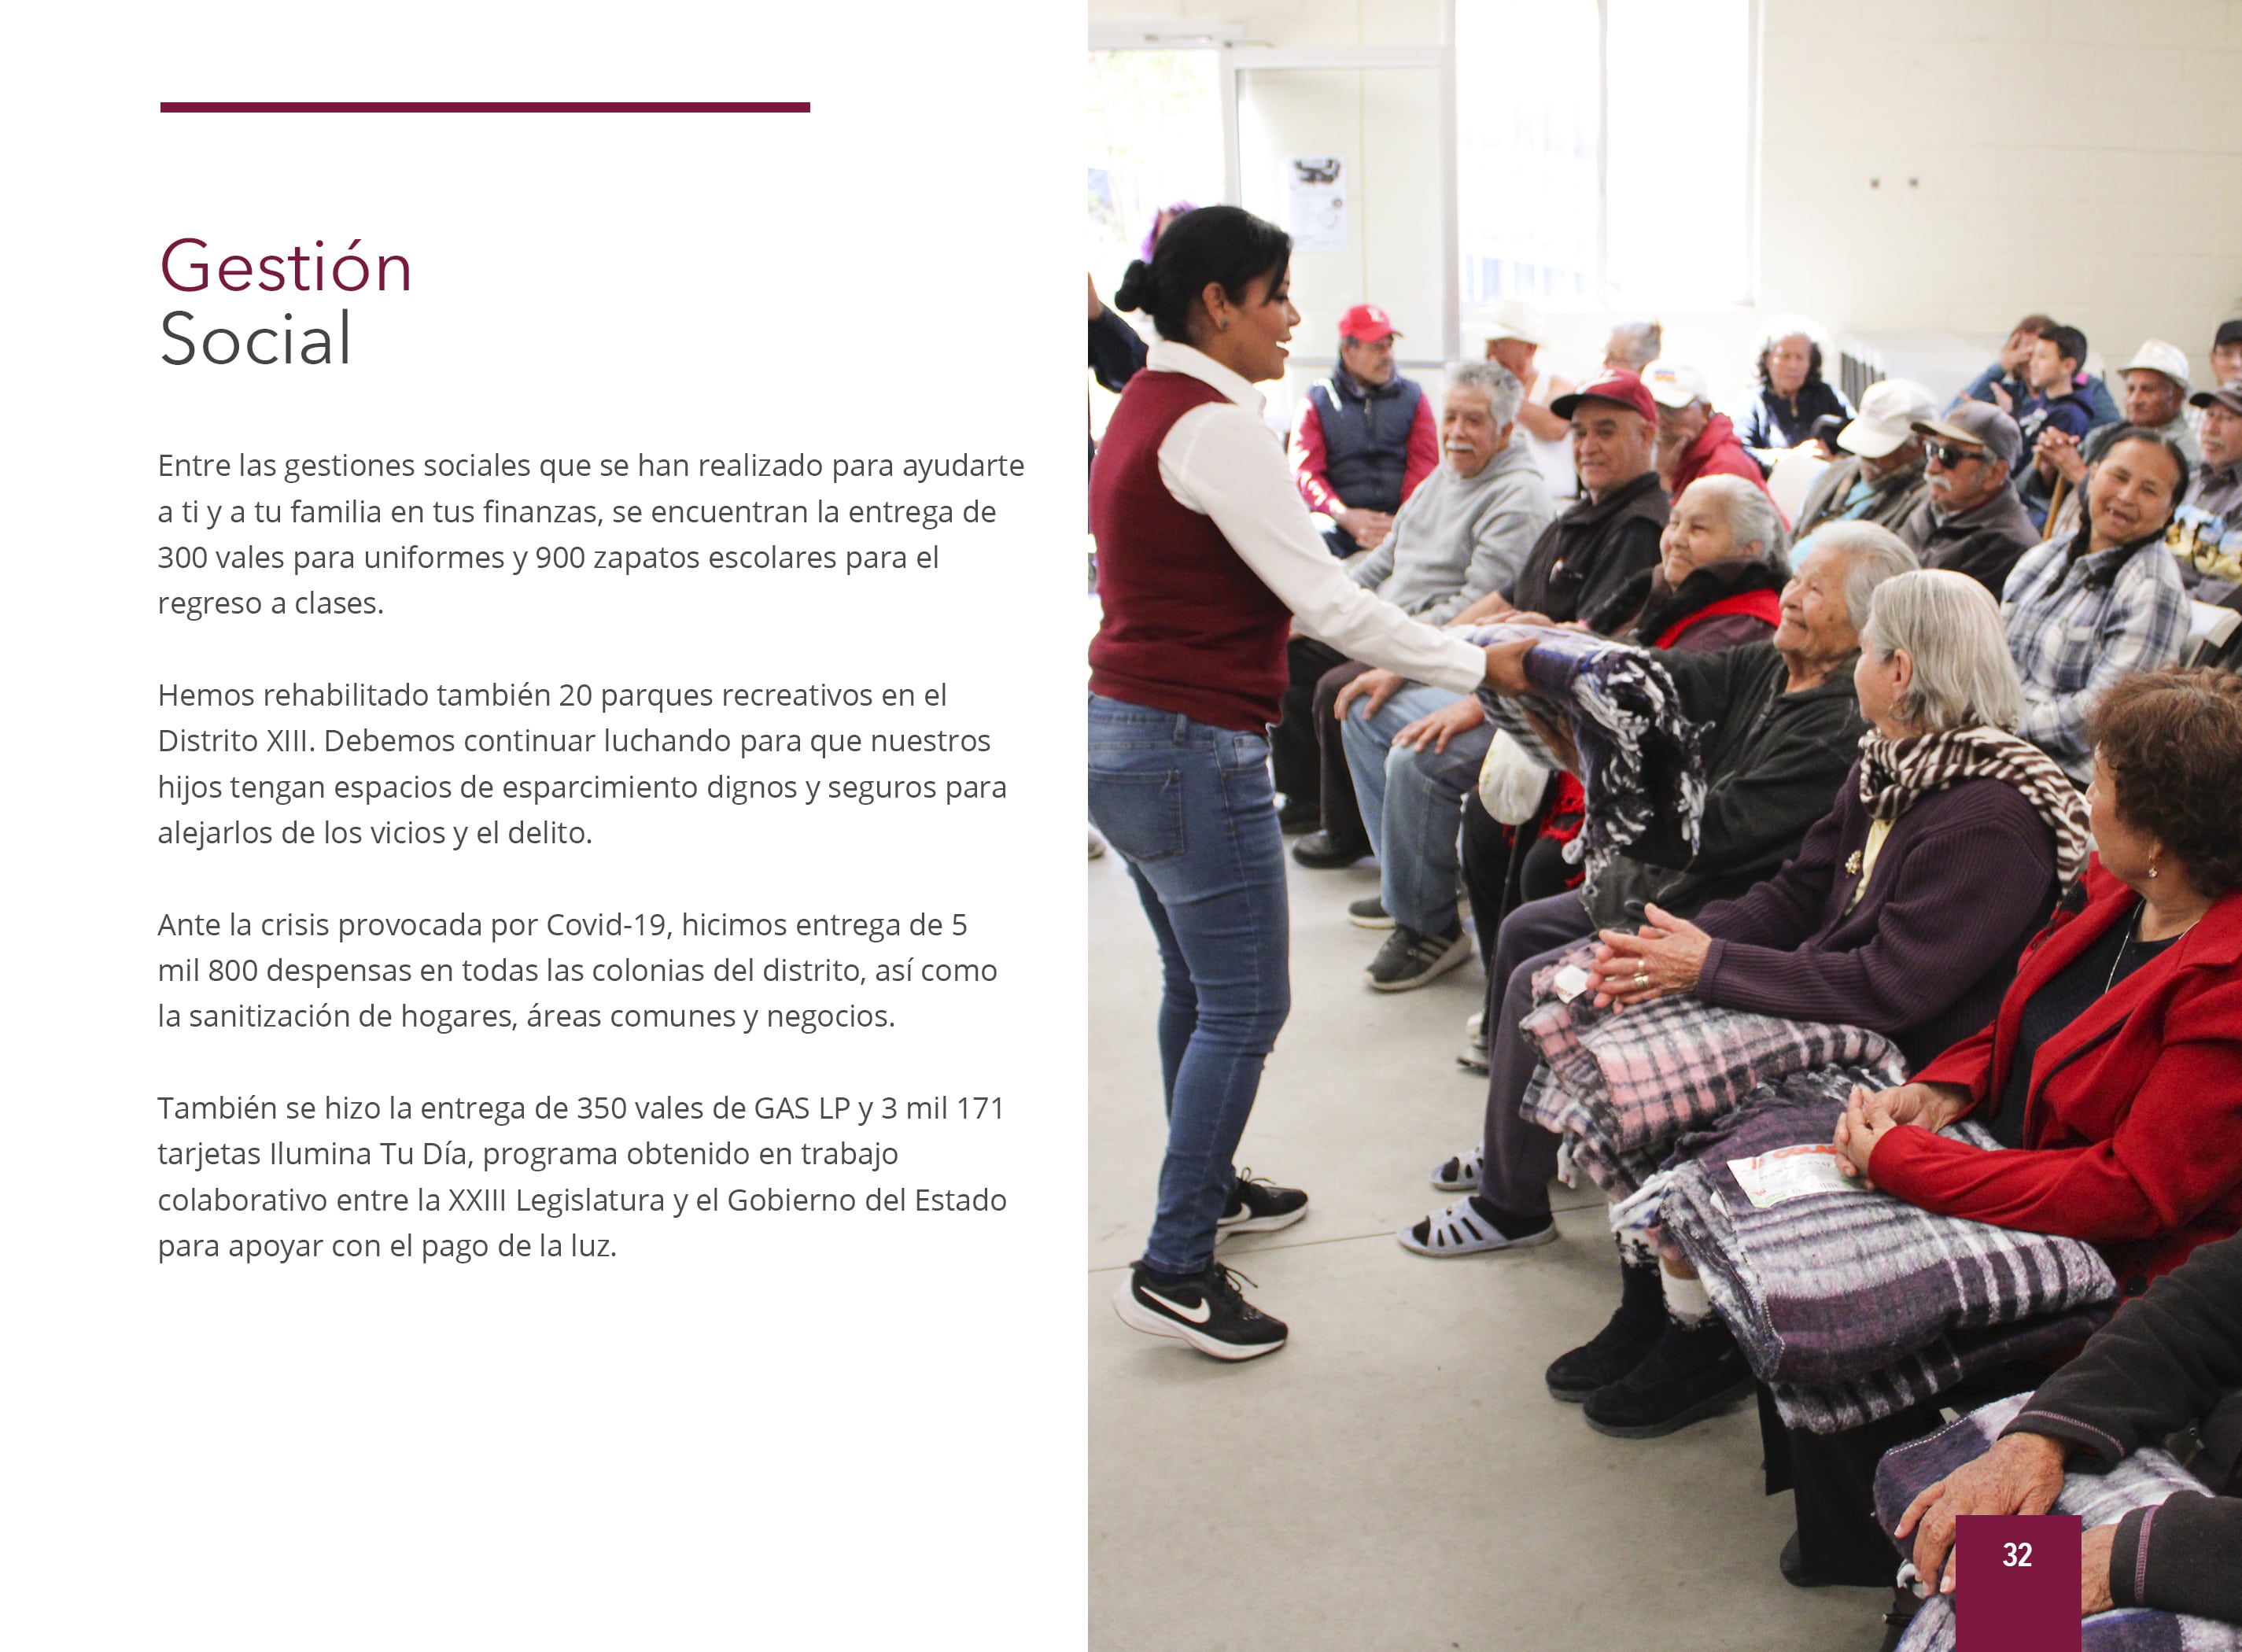 Gestión
Social
Entre las gestiones sociales que se han realizado para ayudarte
a ti y a tu familia en tus finanzas, se encuentran la entrega de
300 vales para uniformes y 900 zapatos escolares para el
regreso a clases.
Hemos rehabilitado también 20 parques recreativos en el
Distrito XIII. Debemos continuar luchando para que nuestros
hijos tengan espacios de esparcimiento dignos y seguros para
alejarlos de los vicios y el delito.
Ante la crisis provocada por Covid-19, hicimos entrega de 5
mil 800 despensas en todas las colonias del distrito, así como
la sanitización de hogares, áreas comunes y negocios.
También se hizo la entrega de 350 vales de GAS LP y 3 mil 171
tarjetas Ilumina Tu Día, programa obtenido en trabajo
colaborativo entre la XXIII Legislatura y el Gobierno del Estado
para apoyar con el pago de la luz.
32